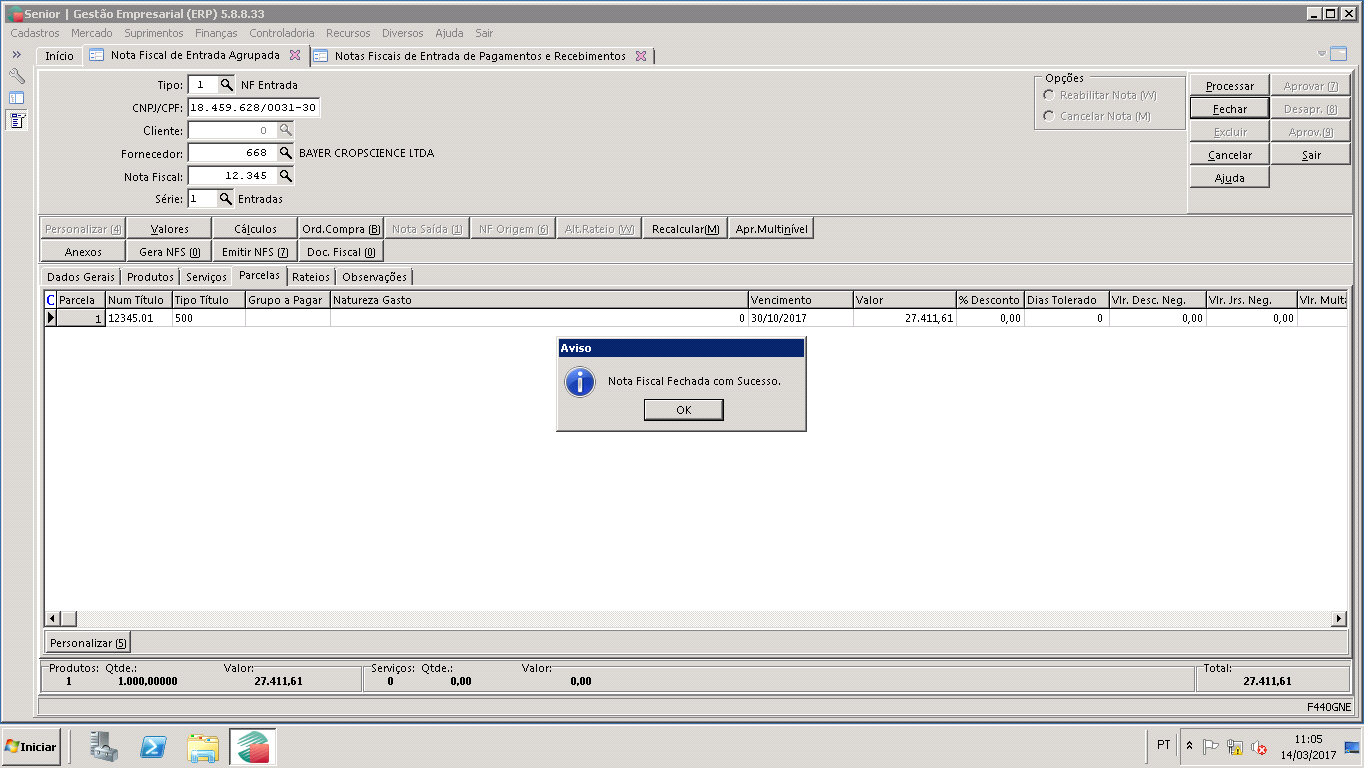 Senior | Gestão Empresarial (ERP) 5.8.8.33
Cadastros Mercado Suprimentos Finanças Controladoria Recursos Diversos Ajuda Sair
Início Nota Fiscal de Entrada Agrupada Notas Fiscais de Entrada de Pagamentos e Recebimentos
Tipo: 1 NF Entrada
CNPJ/CPF: 18.459.628/0031-30
Cliente: 0
Fornecedor: 668 BAYER CROPSCIENCE LTDA
Nota Fiscal: 12.345
Série: 1 Entradas
Opções
Reabilitar Nota (W)
Cancelar Nota (M)
Processar Aprovar (7)
Fechar Desapr. (8)
Excluir Aprov.(9)
Cancelar Sair
Ajuda
Personalizar (4) Valores Cálculos Ord.Compra (B) Nota Saída (1) NF Origem (6) Alt.Rateio (W) Recalcular(M) Apr.Multinível
Anexos Gera NFS (0) Emitir NFS (7) Doc. Fiscal (0)
Dados Gerais Produtos Serviços Parcelas Rateios Observações
C Parcela Num Título Tipo Título Grupo a Pagar Natureza Gasto Vencimento Valor % Desconto Dias Tolerado Vlr. Desc. Neg. Vlr. Jrs. Neg. Vlr. Multa
1 12345.01 500 0 30/10/2017 27.411,61 0,00 0 0,00 0,00
Aviso
Nota Fiscal Fechada com Sucesso.
OK
Personalizar (5)
Produtos: Qtde.: Valor: Serviços: Qtde.: Valor: Total:
1 1.000,00000 27.411,61 0 0,00 0,00 27.411,61
F440GNE
Iniciar PT 11:05
14/03/2017